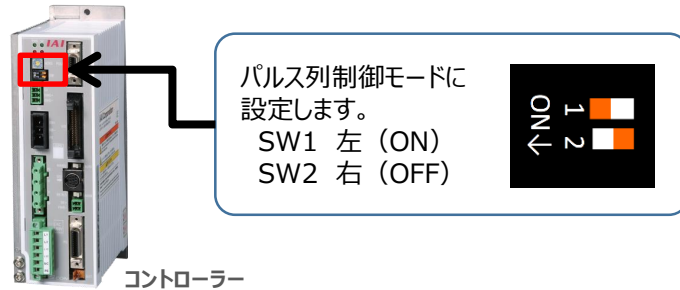 IAI
パルス列制御モードに
設定します。
SW1 左（ON）
SW2 右（OFF）
1
2
ON↓
コントローラー